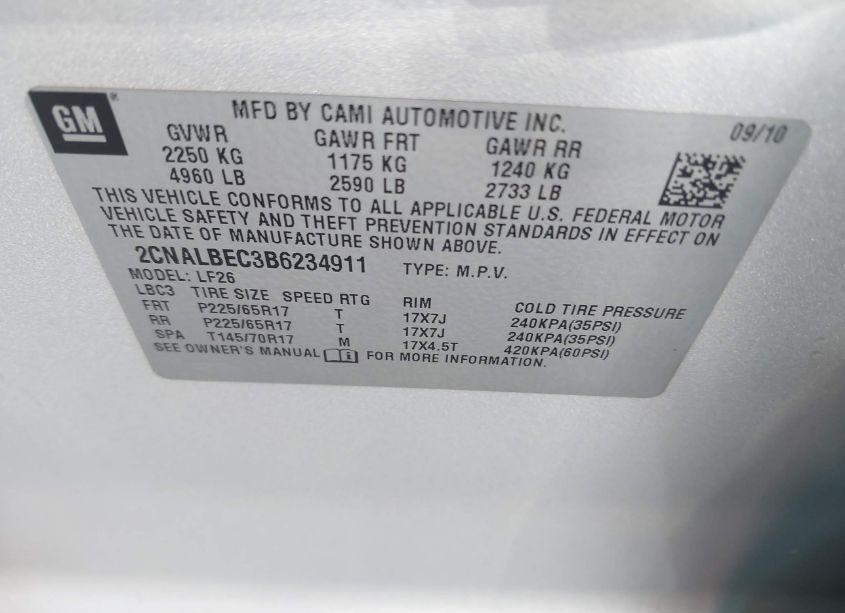 GM®
MFD BY CAMI AUTOMOTIVE INC.
09/10
GVWR GAWR FRT GAWR RR
2250 KG 1175 KG 1240 KG
4960 LB 2590 LB 2733 LB
THIS VEHICLE CONFORMS TO ALL APPLICABLE U.S. FEDERAL MOTOR
VEHICLE SAFETY AND THEFT PREVENTION STANDARDS IN EFFECT ON
THE DATE OF MANUFACTURE SHOWN ABOVE.
2CNALBEC3B6234911 TYPE: M.P.V.
MODEL: LF26
LBC3 TIRE SIZE SPEED RTG RIM COLD TIRE PRESSURE
FRT P225/65R17 T 17X7J 240KPA(35PSI)
RR P225/65R17 T 17X7J 240KPA(35PSI)
SPA T145/70R17 M 17X4.5T 420KPA(60PSI)
SEE OWNER'S MANUAL i FOR MORE INFORMATION.